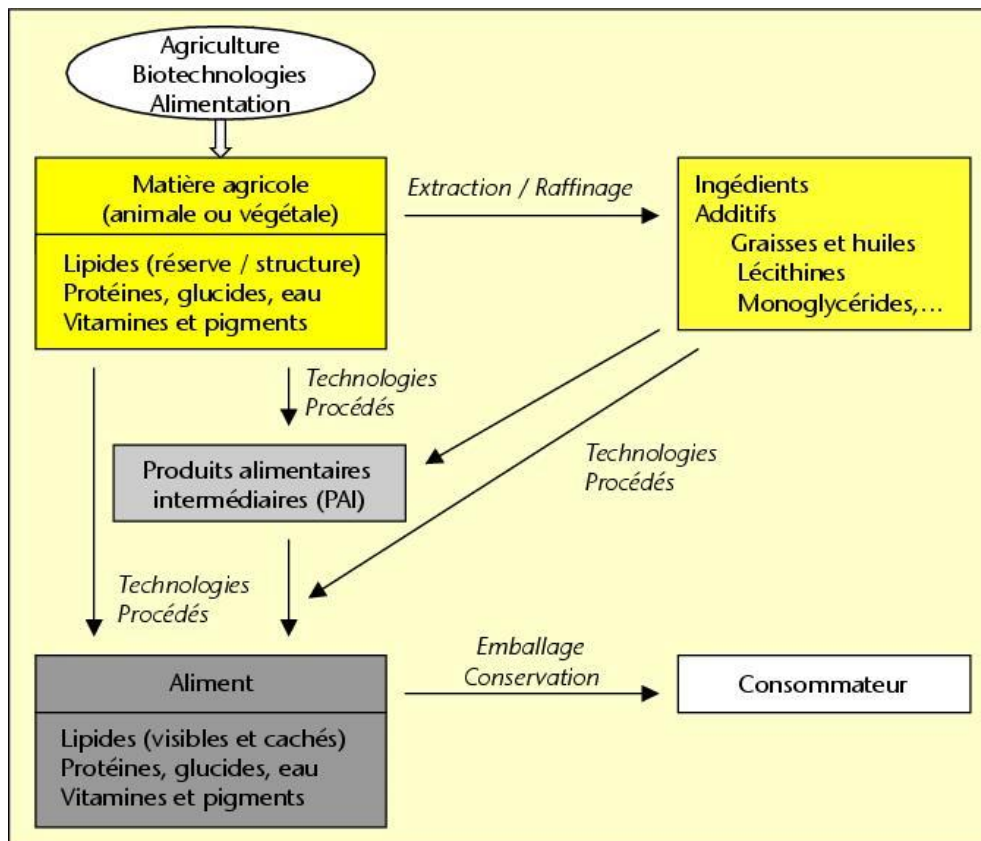 Agriculture
Biotechnologies
Alimentation
Matière agricole
(animale ou végétale)
Extraction / Raffinage
Ingédients
Additifs
Graisses et huiles
Lécithines
Monoglycérides,...
Lipides (réserve / structure)
Protéines, glucides, eau
Vitamines et pigments
Technologies
Procédés
Produits alimentaires
intermédiaires (PAI)
Technologies
Procédés
Technologies
Procédés
Aliment
Emballage
Conservation
Consommateur
Lipides (visibles et cachés)
Protéines, glucides, eau
Vitamines et pigments